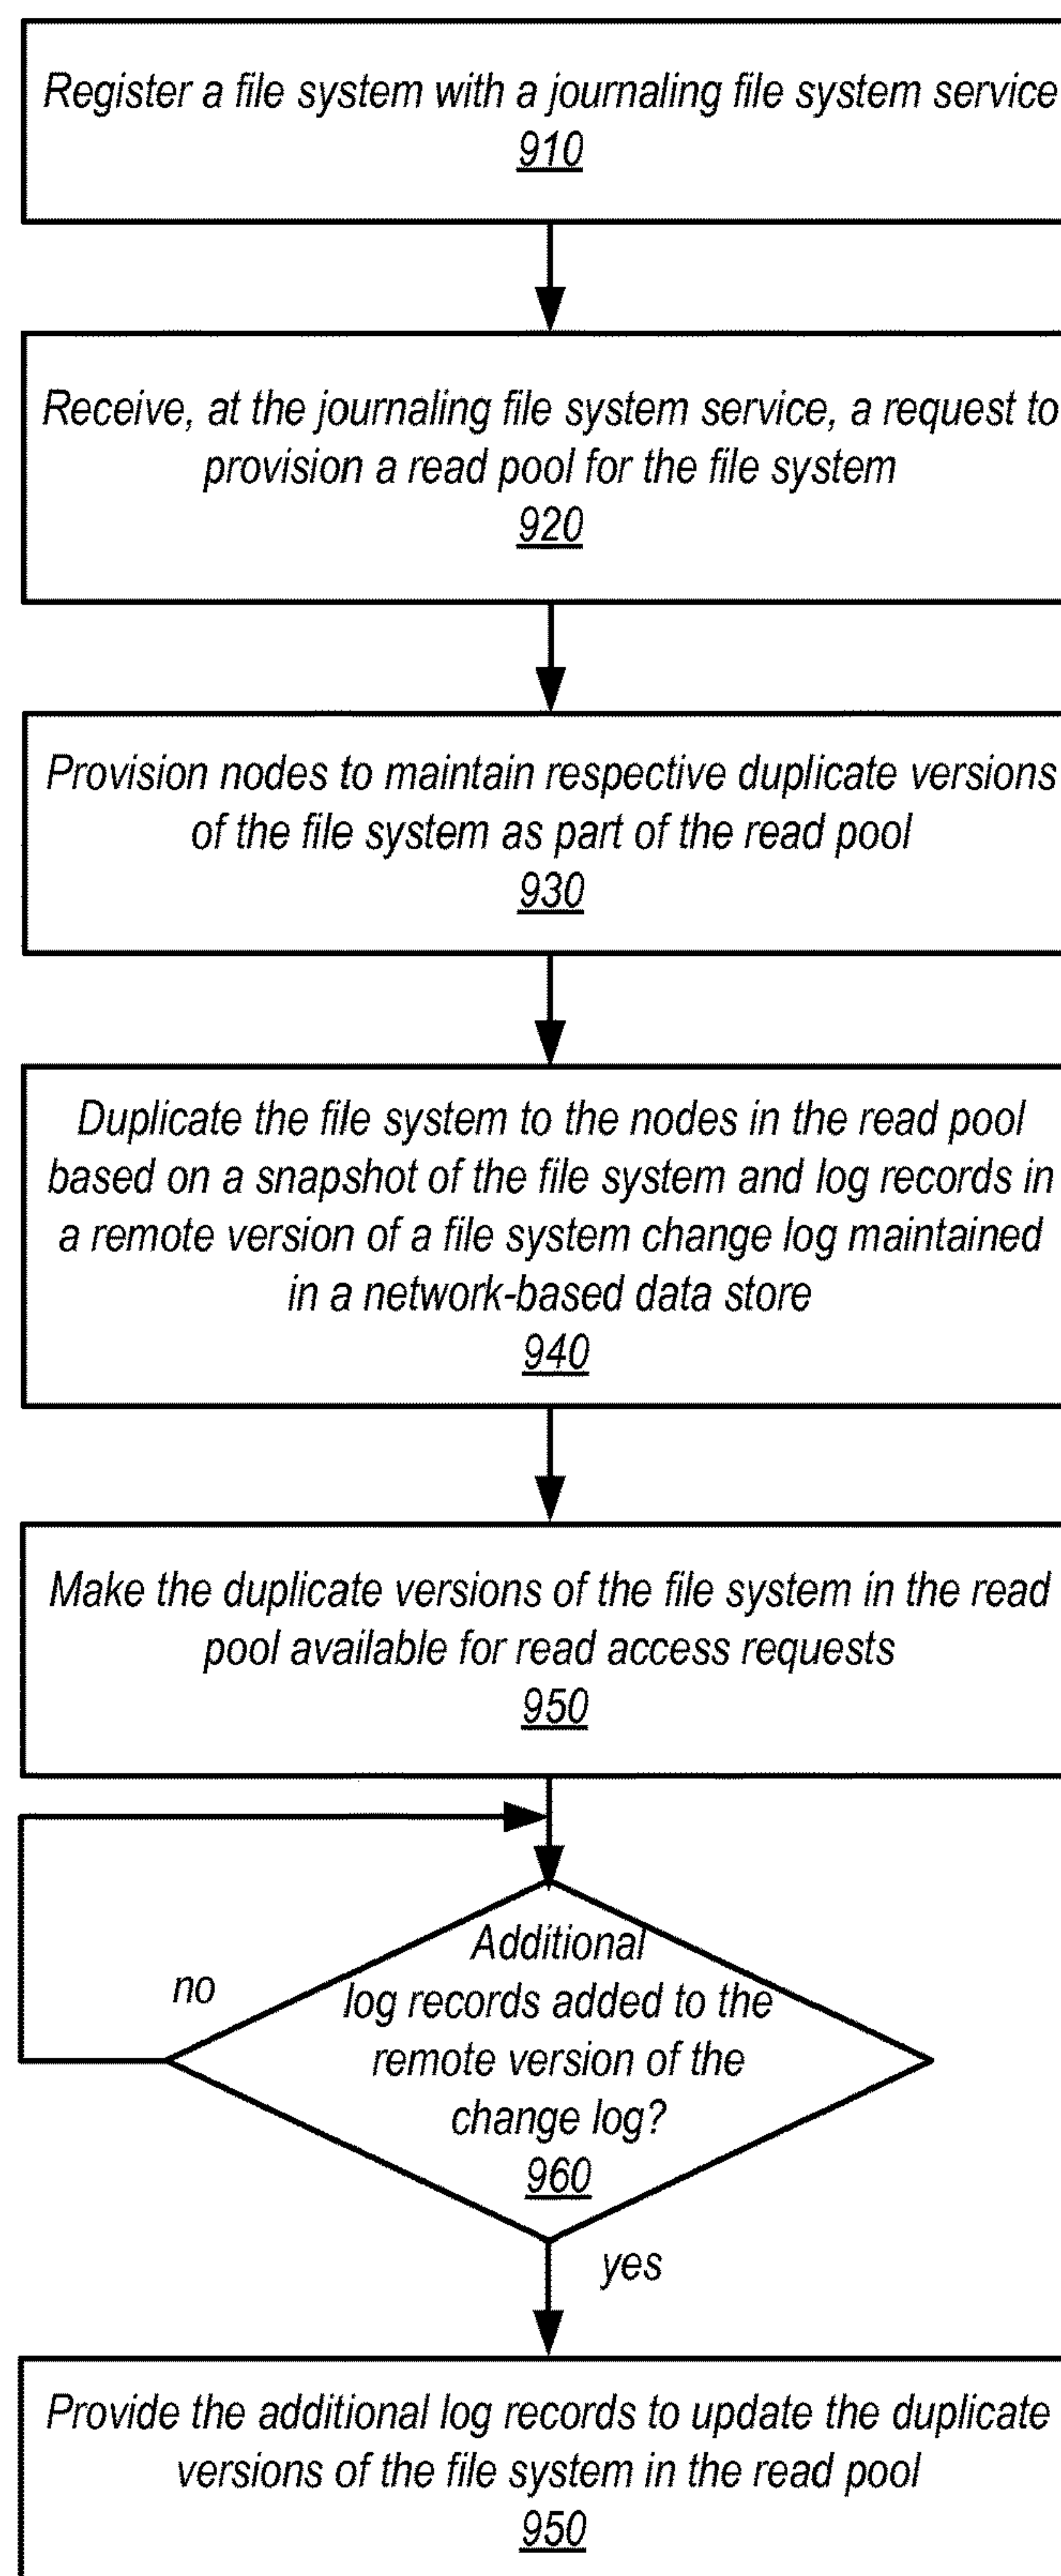 Register a file system with a journaling file system service
910
Receive, at the journaling file system service, a request to
provision a read pool for the file system
920
Provision nodes to maintain respective duplicate versions
of the file system as part of the read pool
930
Duplicate the file system to the nodes in the read pool
based on a snapshot of the file system and log records in
a remote version of a file system change log maintained
in a network-based data store
940
Make the duplicate versions of the file system in the read
pool available for read access requests
950
Additional
log records added to the
remote version of the
change log?
960
no
yes
Provide the additional log records to update the duplicate
versions of the file system in the read pool
950